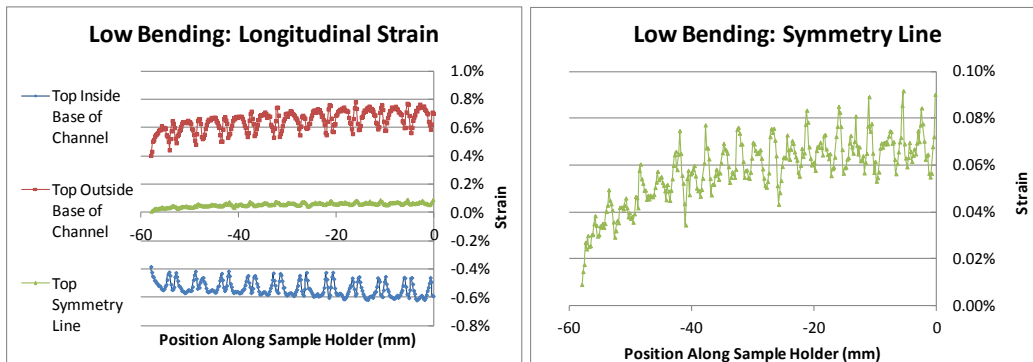 Low Bending: Longitudinal Strain
Top Inside
Base of
Channel
Top Outside
Base of
Channel
Top
Symmetry
Line
1.0%
0.8%
0.6%
0.4%
0.2%
0.0%
-0.2%
-0.4%
-0.6%
-0.8%
Strain
-60
-40
-20
0
Position Along Sample Holder (mm)
Low Bending: Symmetry Line
0.10%
0.08%
0.06%
0.04%
0.02%
0.00%
Strain
-60
-40
-20
0
Position Along Sample Holder (mm)